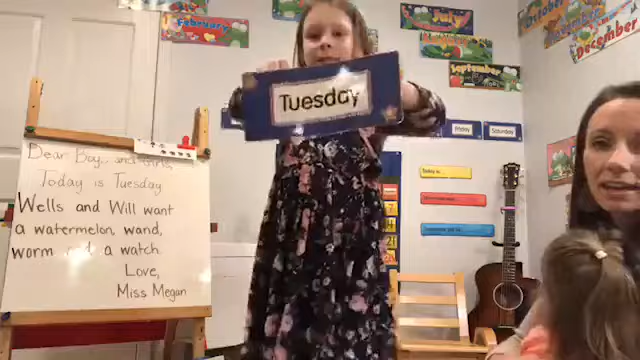 February
July
September
October
December
Tuesday
Friday
Saturday
Dear Boys and Girls,
Today is Tuesday
Wells and Will want
a watermelon, wand,
worm and a watch.
Love,
Miss Megan
Today is...